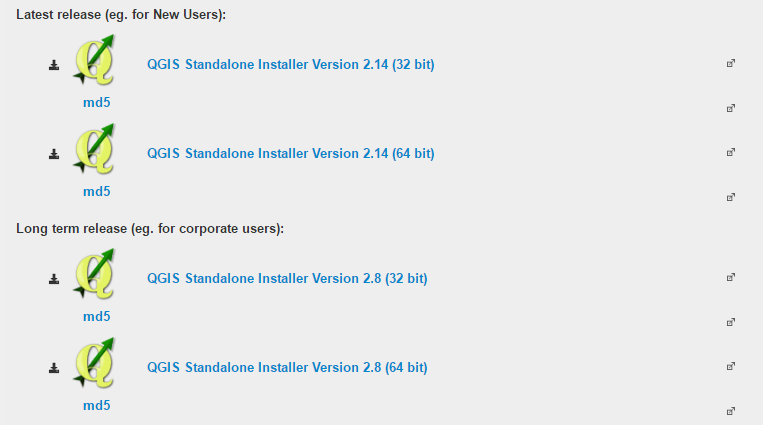 Latest release (eg. for New Users):
QGIS Standalone Installer Version 2.14 (32 bit)
md5
QGIS Standalone Installer Version 2.14 (64 bit)
md5
Long term release (eg. for corporate users):
QGIS Standalone Installer Version 2.8 (32 bit)
md5
QGIS Standalone Installer Version 2.8 (64 bit)
md5